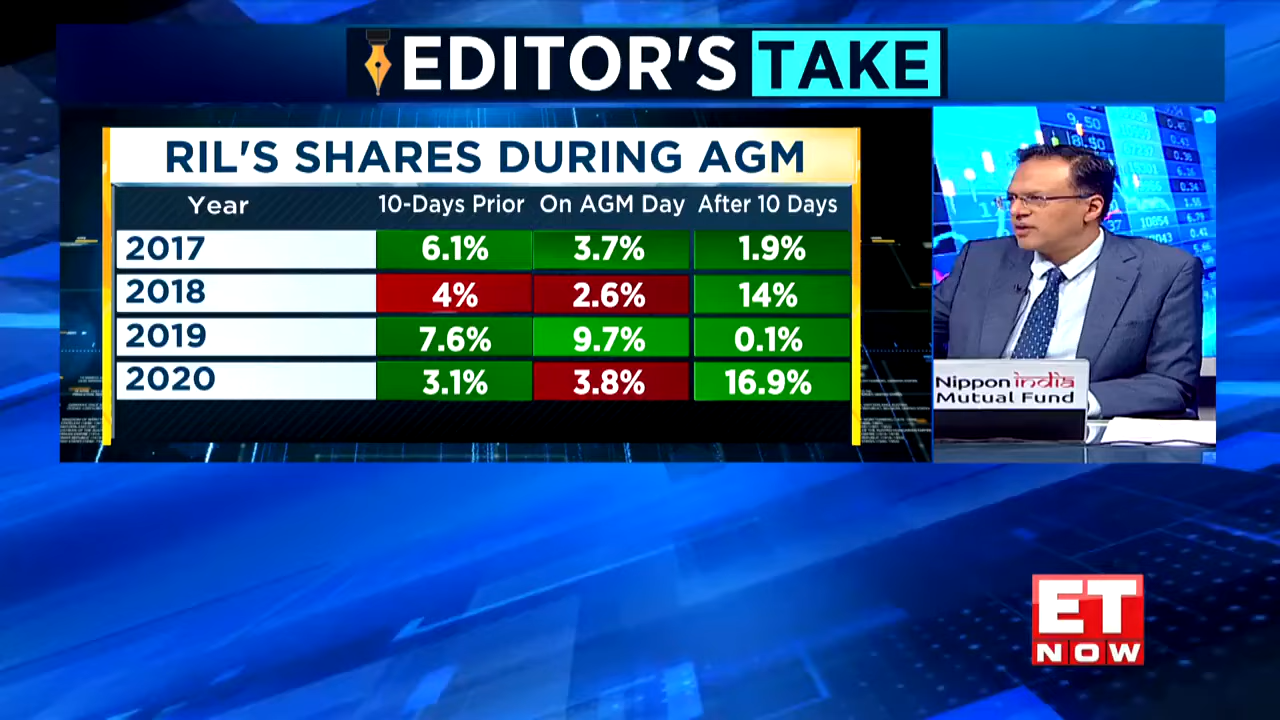 EDITOR'S TAKE
RIL'S SHARES DURING AGM
Year 10-Days Prior On AGM Day After 10 Days
2017 6.1% 3.7% 1.9%
2018 4% 2.6% 14%
2019 7.6% 9.7% 0.1%
2020 3.1% 3.8% 16.9%
Nippon india
Mutual Fund
ET
NOW